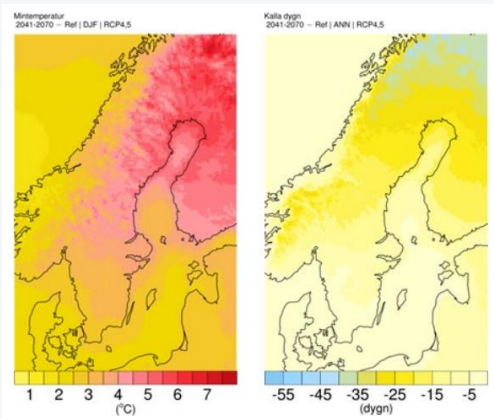 Mintemperatur
2041-2070 − Ref | DJF | RCP4,5
1 2 3 4 5 6 7
(°C)
Kalla dygn
2041-2070 − Ref | ANN | RCP4,5
-55 -45 -35 -25 -15 -5
(dygn)